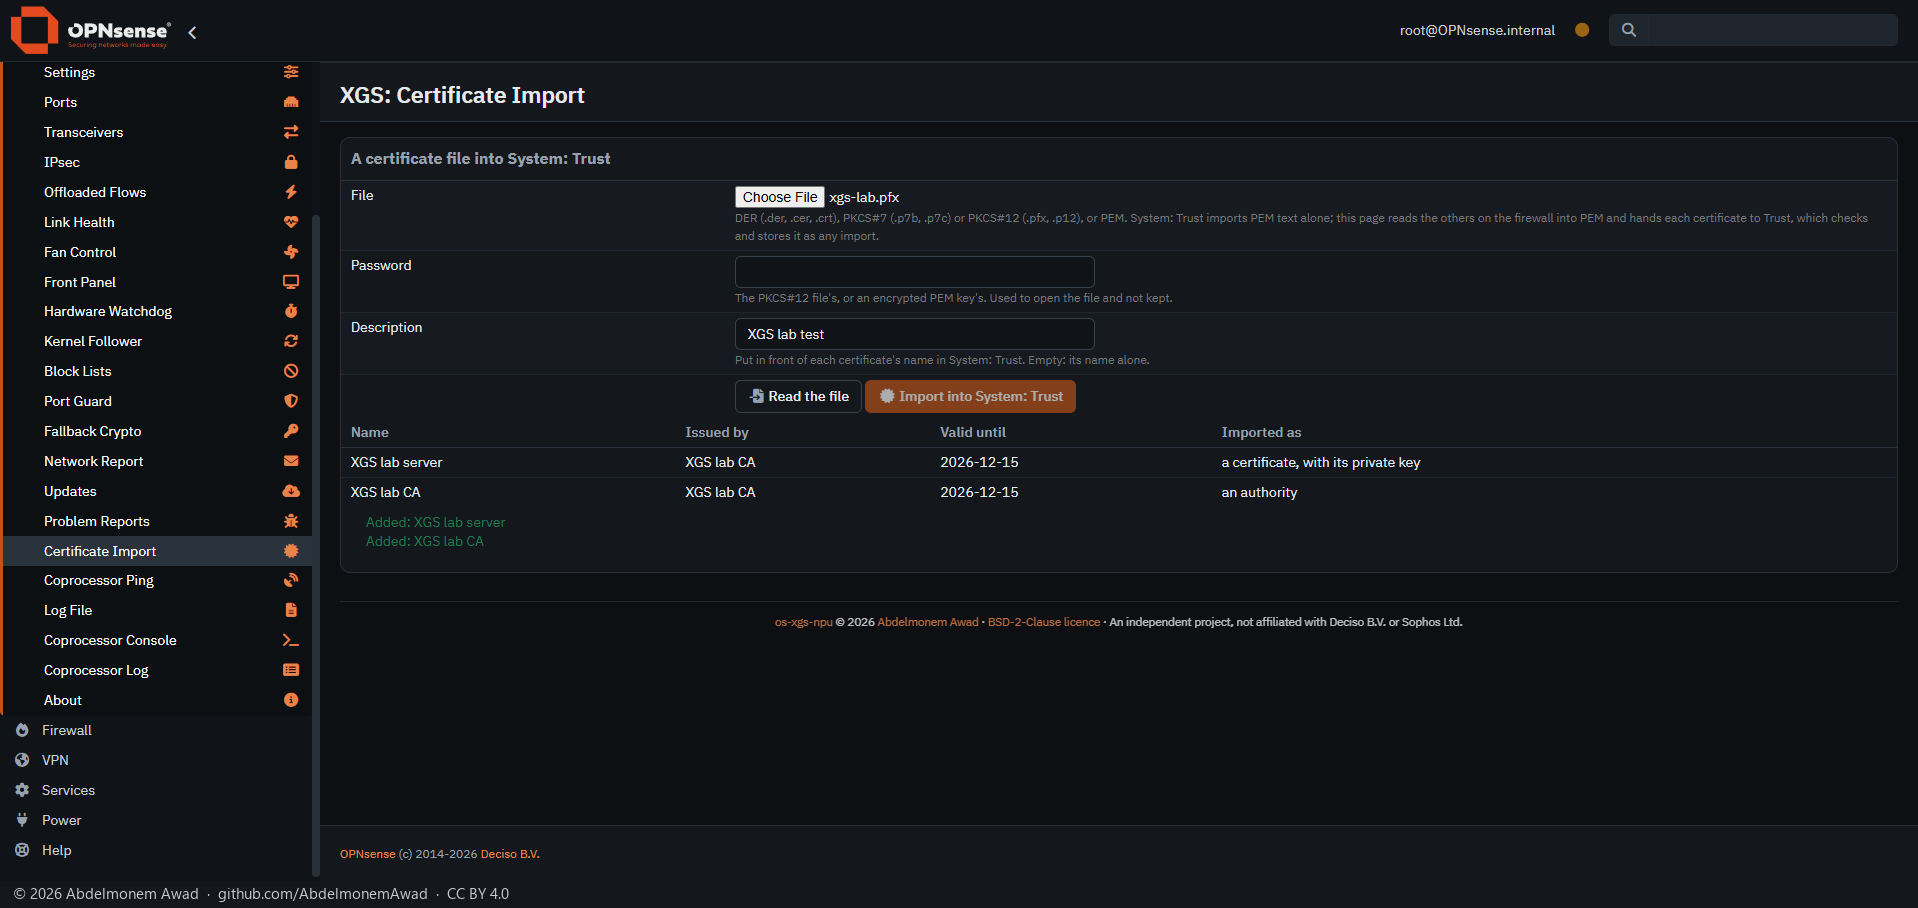 OPNsense®
Securing networks made easy
root@OPNsense.internal
Settings
Ports
Transceivers
IPsec
Offloaded Flows
Link Health
Fan Control
Front Panel
Hardware Watchdog
Kernel Follower
Block Lists
Port Guard
Fallback Crypto
Network Report
Updates
Problem Reports
Certificate Import
Coprocessor Ping
Log File
Coprocessor Console
Coprocessor Log
About
Firewall
VPN
Services
Power
Help
XGS: Certificate Import
A certificate file into System: Trust
File
Choose File xgs-lab.pfx
DER (.der, .cer, .crt), PKCS#7 (.p7b, .p7c) or PKCS#12 (.pfx, .p12), or PEM. System: Trust imports PEM text alone; this page reads the others on the firewall into PEM and hands each certificate to Trust, which checks
and stores it as any import.
Password
The PKCS#12 file's, or an encrypted PEM key's. Used to open the file and not kept.
Description
XGS lab test
Put in front of each certificate's name in System: Trust. Empty: its name alone.
Read the file Import into System: Trust
Name Issued by Valid until Imported as
XGS lab server XGS lab CA 2026-12-15 a certificate, with its private key
XGS lab CA XGS lab CA 2026-12-15 an authority
Added: XGS lab server
Added: XGS lab CA
os-xgs-npu © 2026 Abdelmonem Awad · BSD-2-Clause licence · An independent project, not affiliated with Deciso B.V. or Sophos Ltd.
OPNsense (c) 2014-2026 Deciso B.V.
© 2026 Abdelmonem Awad · github.com/AbdelmonemAwad · CC BY 4.0